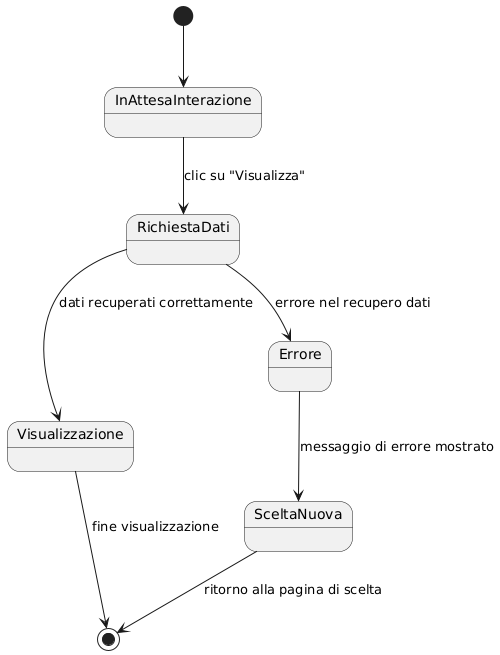 InAttesaInterazione
clic su "Visualizza"
RichiestaDati
dati recuperati correttamente
errore nel recupero dati
Errore
Visualizzazione
messaggio di errore mostrato
SceltaNuova
fine visualizzazione
ritorno alla pagina di scelta